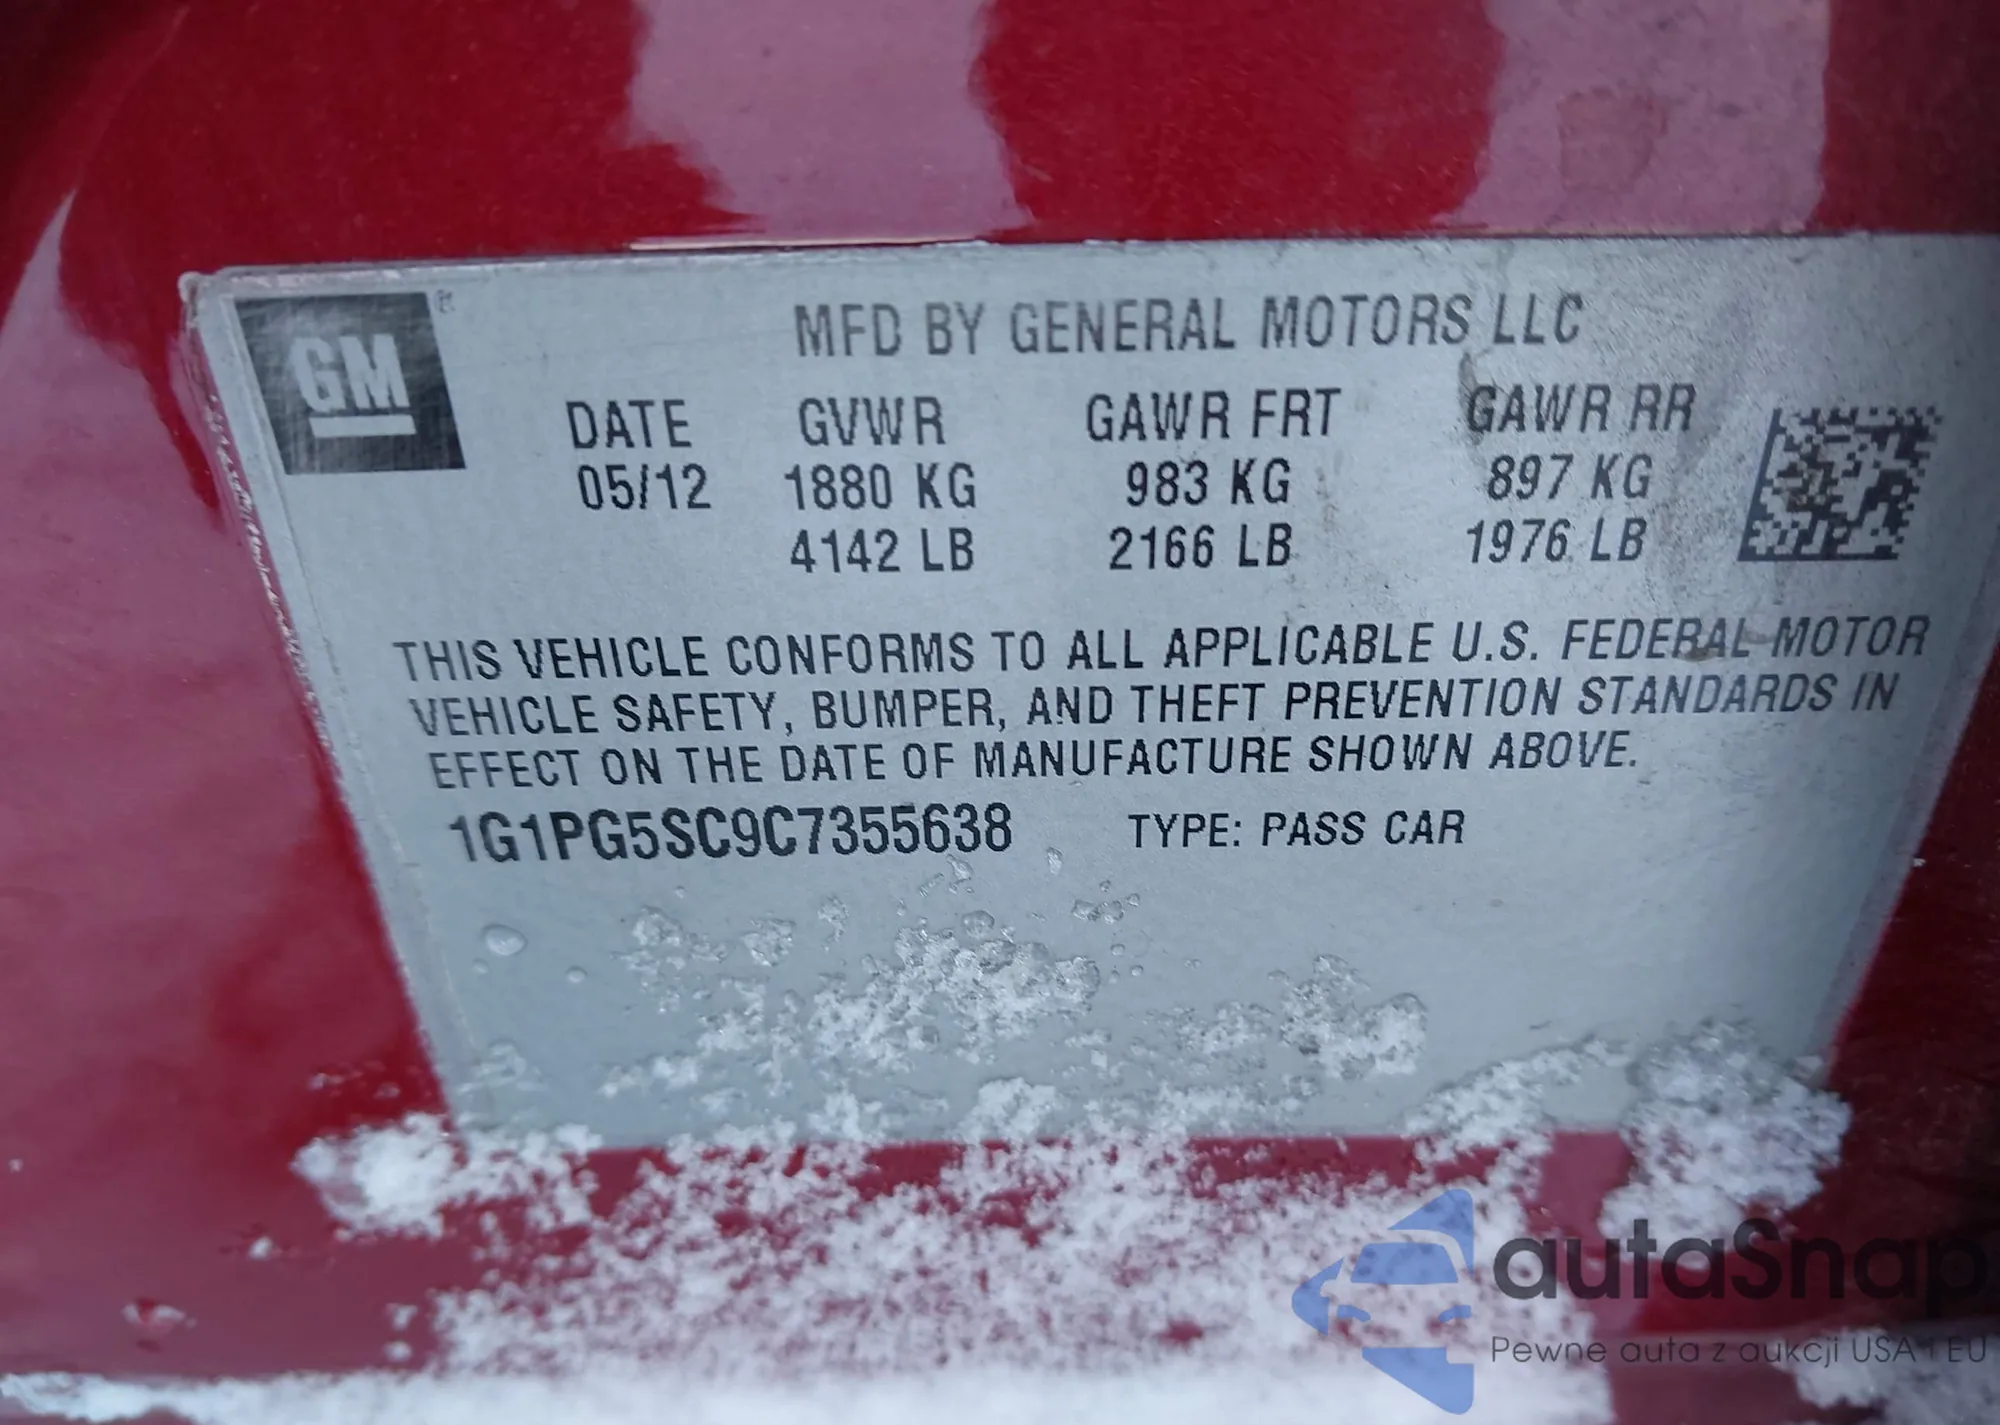 GM
MFD BY GENERAL MOTORS LLC
DATE GVWR GAWR FRT GAWR RR
05/12 1880 KG 983 KG 897 KG
4142 LB 2166 LB 1976 LB
THIS VEHICLE CONFORMS TO ALL APPLICABLE U.S. FEDERAL MOTOR
VEHICLE SAFETY, BUMPER, AND THEFT PREVENTION STANDARDS IN
EFFECT ON THE DATE OF MANUFACTURE SHOWN ABOVE.
1G1PG5SC9C7355638 TYPE: PASS CAR
autaSnap
Pewne auta z aukcji USA i EU